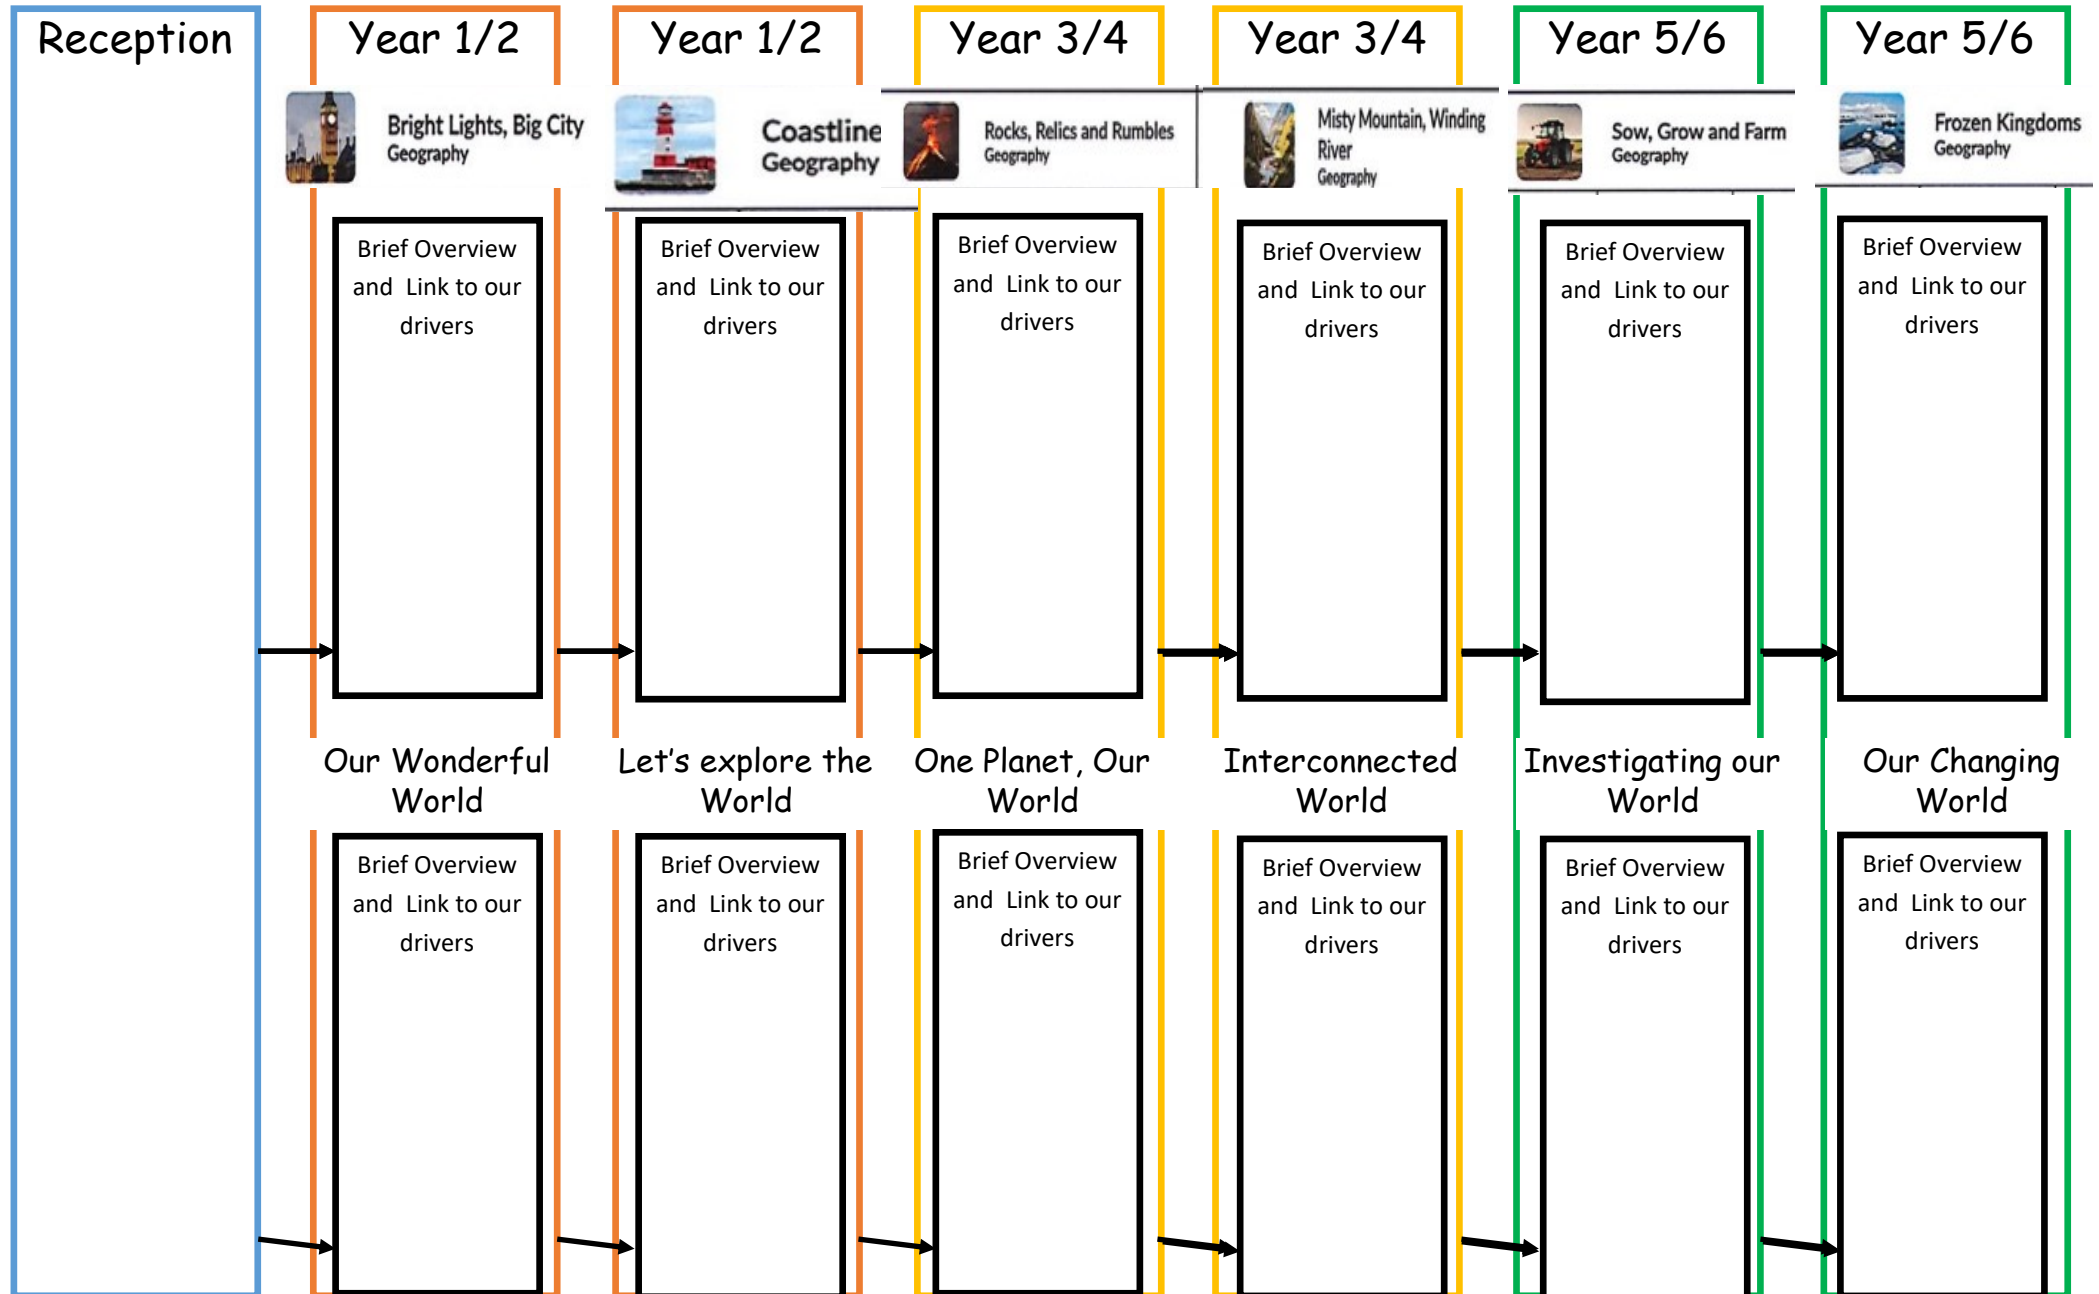 Reception
Year 1/2
Year 1/2
Year 3/4
Year 3/4
Year 5/6
Year 5/6
Bright Lights, Big City
Geography
Coastline
Geography
Rocks, Relics and Rumbles
Geography
Misty Mountain, Winding
River
Geography
Sow, Grow and Farm
Geography
Frozen Kingdoms
Geography
Brief Overview
and Link to our
drivers
Brief Overview
and Link to our
drivers
Brief Overview
and Link to our
drivers
Brief Overview
and Link to our
drivers
Brief Overview
and Link to our
drivers
Brief Overview
and Link to our
drivers
Our Wonderful
World
Let's explore the
World
One Planet, Our
World
Interconnected
World
Investigating our
World
Our Changing
World
Brief Overview
and Link to our
drivers
Brief Overview
and Link to our
drivers
Brief Overview
and Link to our
drivers
Brief Overview
and Link to our
drivers
Brief Overview
and Link to our
drivers
Brief Overview
and Link to our
drivers